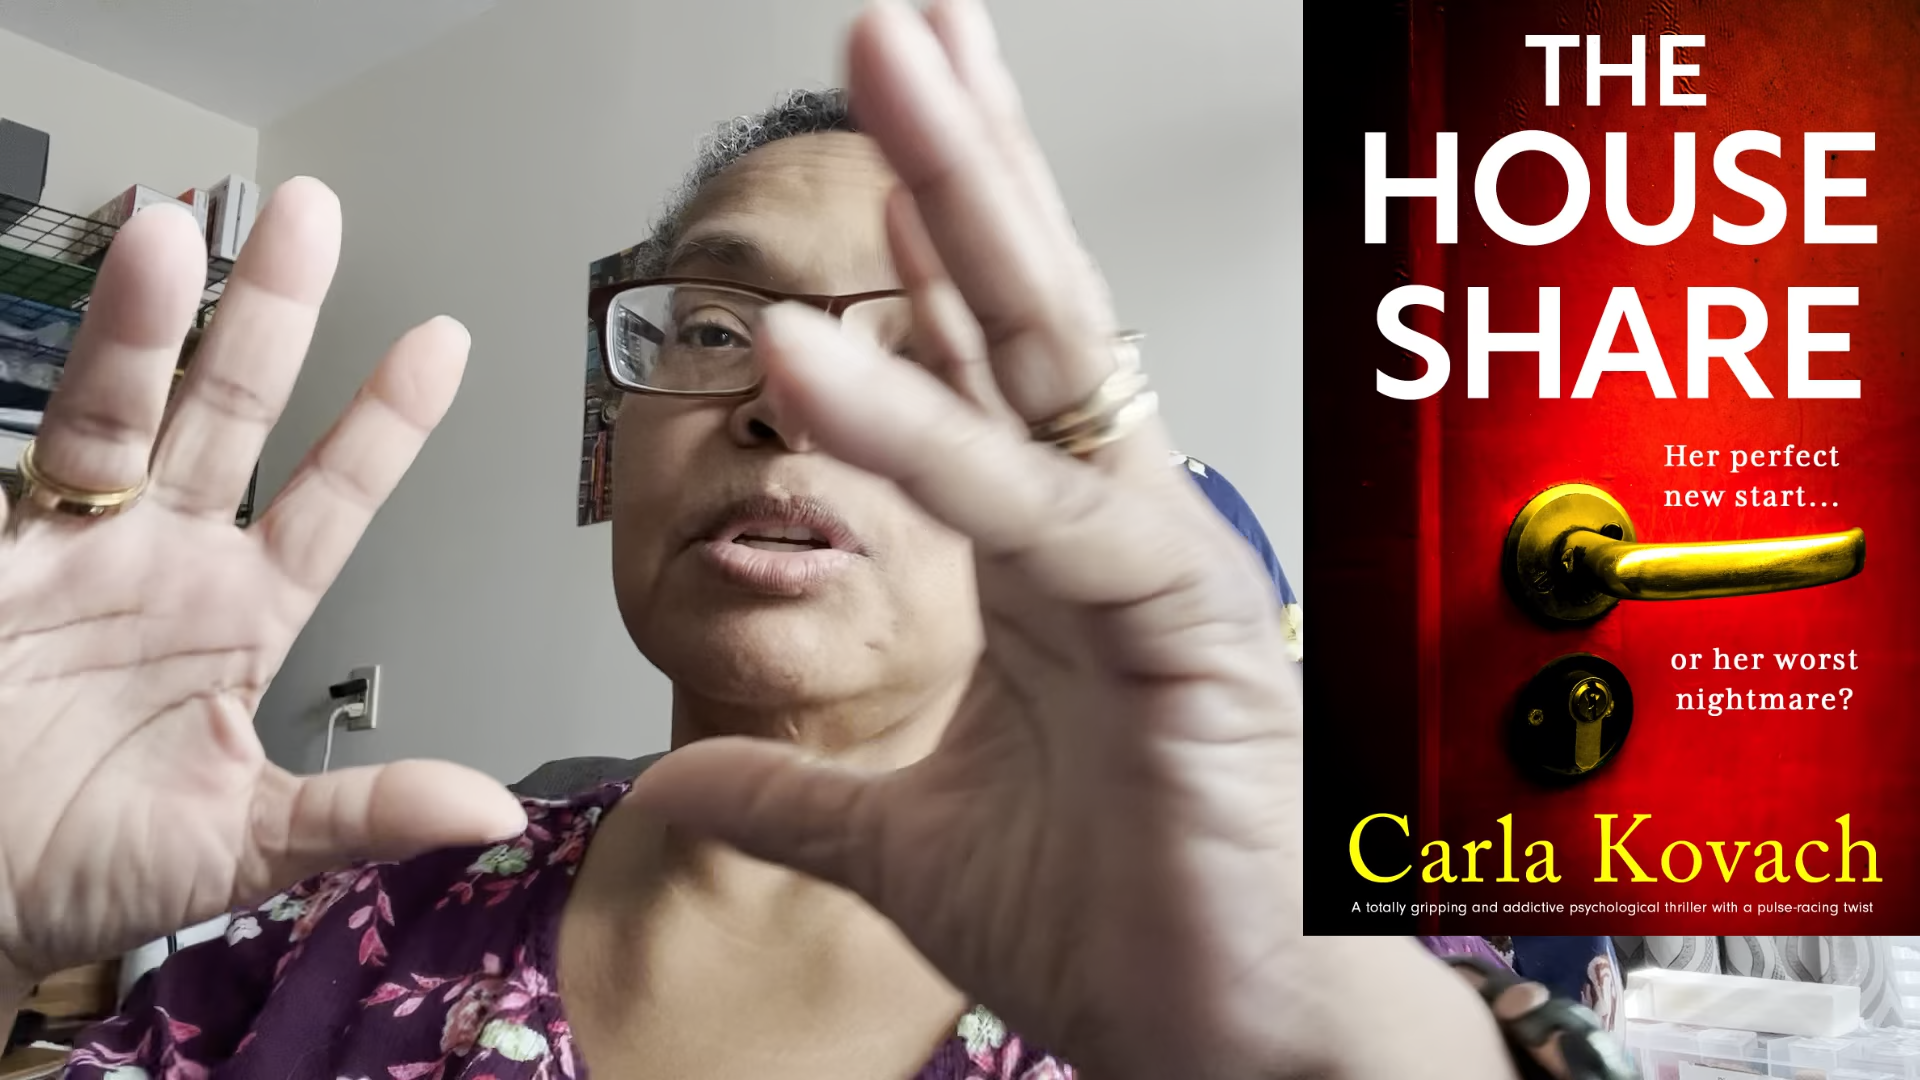 THE
HOUSE
SHARE
Her perfect
new start...
or her worst
nightmare?
Carla Kovach
A totally gripping and addictive psychological thriller with a pulse-racing twist